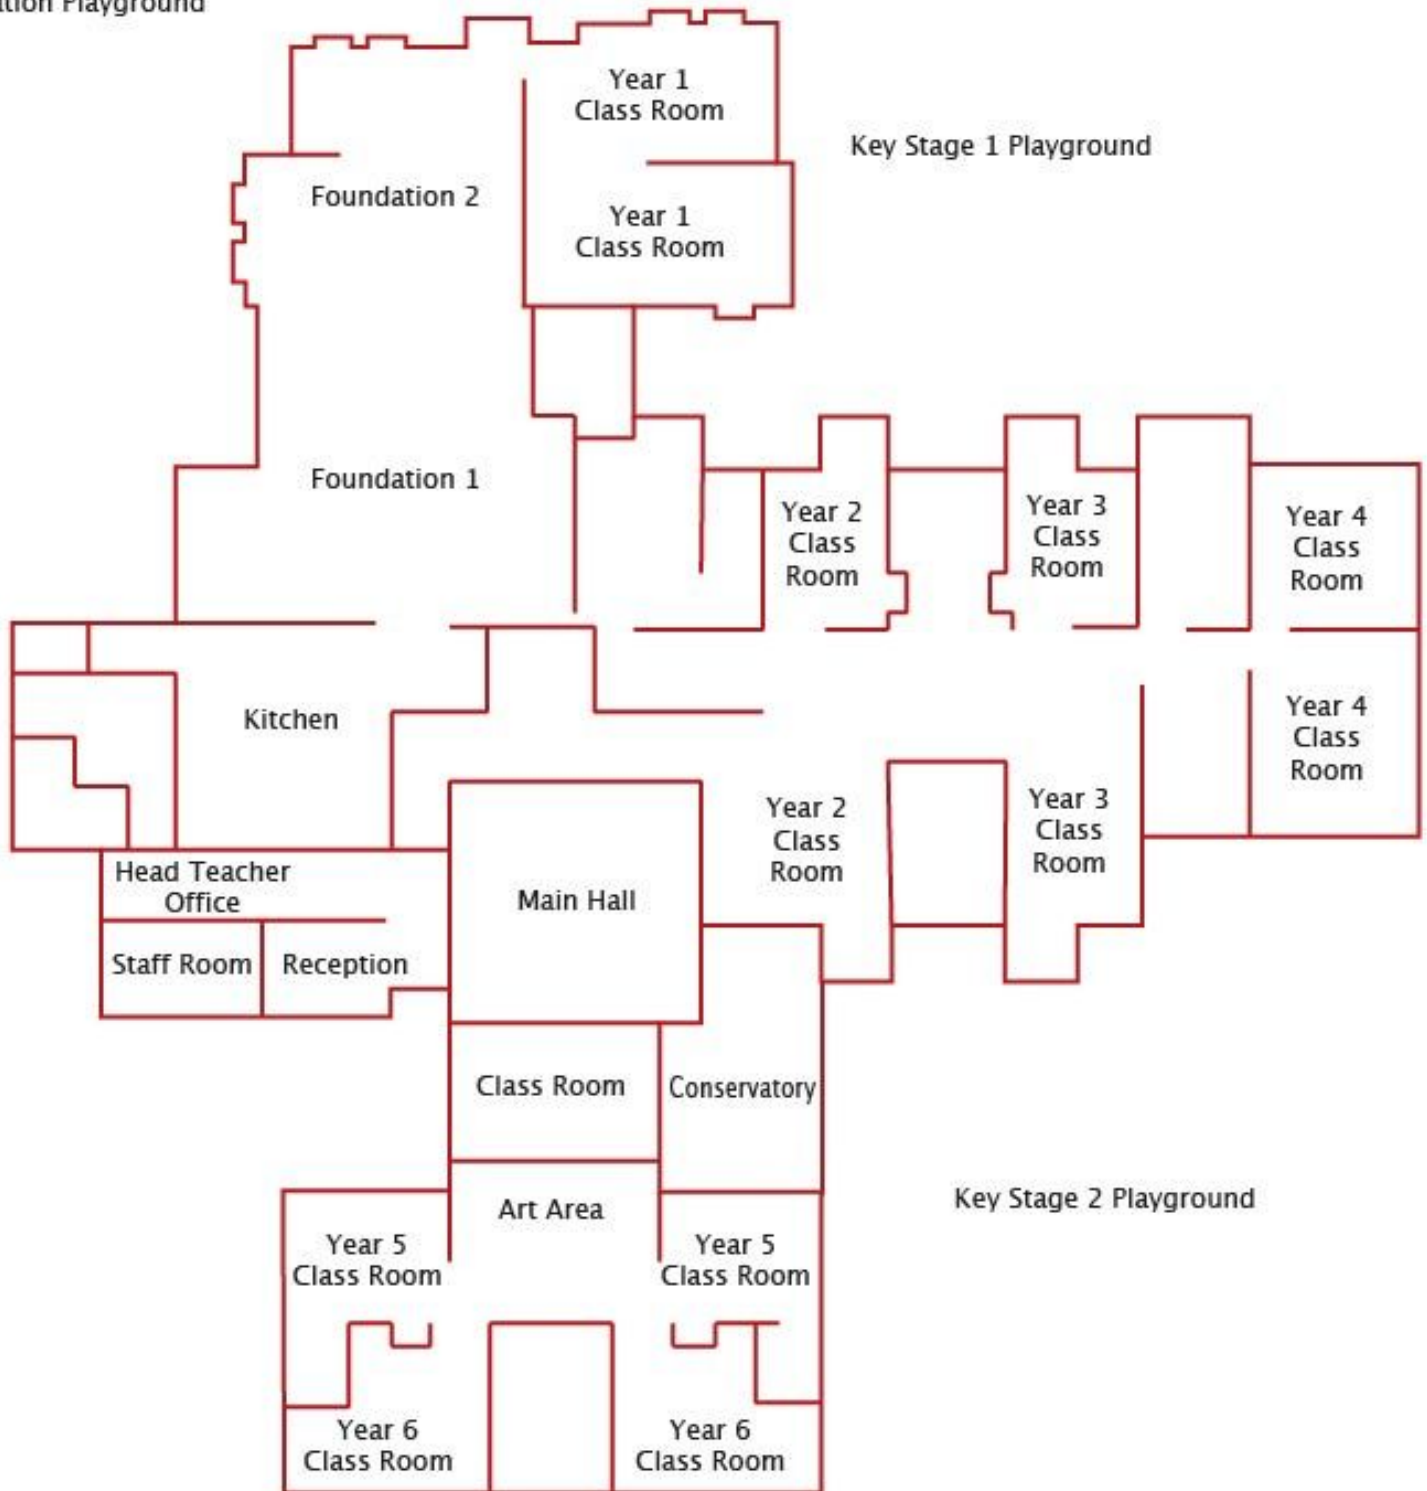 Playground
Year 1
Class Room
Key Stage 1 Playground
Foundation 2
Year 1
Class Room
Foundation 1
Year 2
Class
Room
Year 3
Class
Room
Year 4
Class
Room
Kitchen
Year 4
Class
Room
Year 2
Class
Room
Year 3
Class
Room
Head Teacher
Office
Main Hall
Staff Room
Reception
Class Room
Conservatory
Art Area
Key Stage 2 Playground
Year 5
Class Room
Year 5
Class Room
Year 6
Class Room
Year 6
Class Room